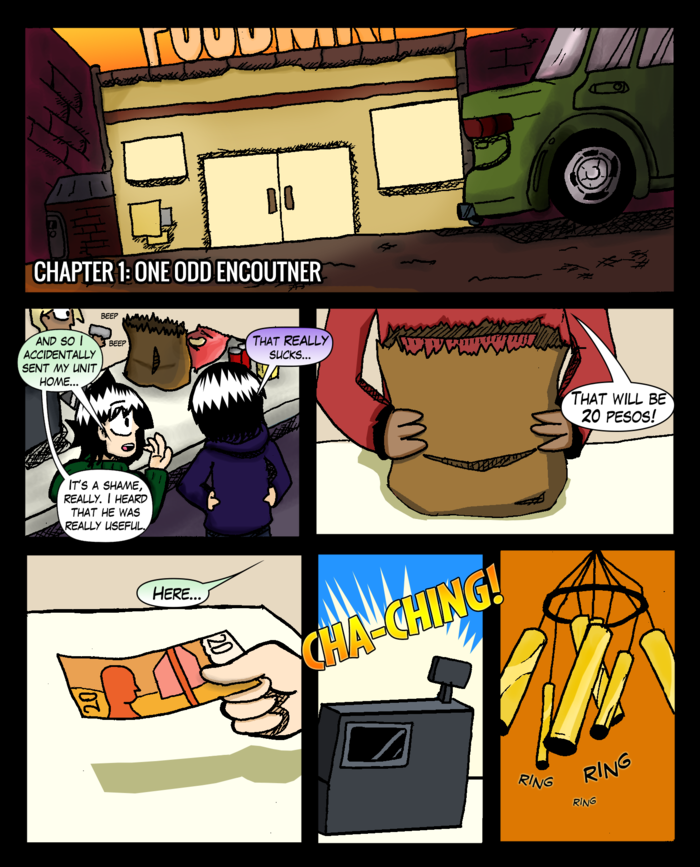 FOODMART
CHAPTER 1: ONE ODD ENCOUTNER
BEEP
BEEP
AND SO I
ACCIDENTALLY
SENT MY UNIT
HOME...
THAT REALLY
SUCKS...
IT'S A SHAME,
REALLY. I HEARD
THAT HE WAS
REALLY USEFUL.
THAT WILL BE
20 PESOS!
HERE...
20
20
CHA-CHING!
RING
RING
RING